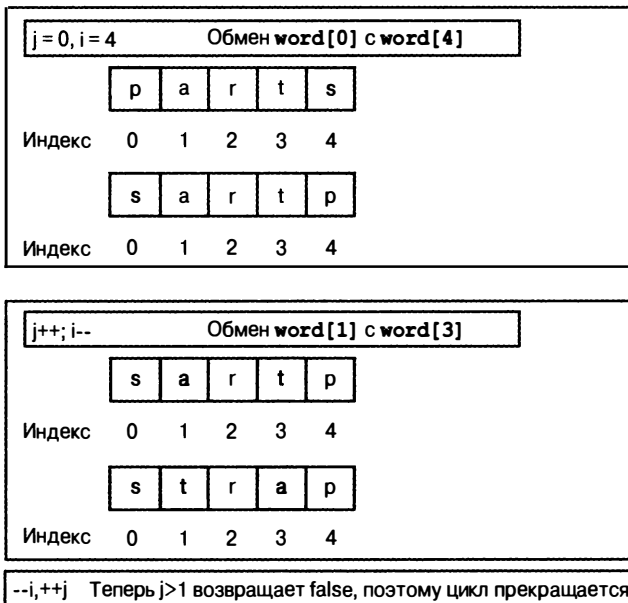 j = 0, i = 4 Обмен word[0] с word[4]
p a r t s
Индекс 0 1 2 3 4
s a r t p
Индекс 0 1 2 3 4
j++; i-- Обмен word[1] с word[3]
s a r t p
Индекс 0 1 2 3 4
s t r a p
Индекс 0 1 2 3 4
--i,++j Теперь j>1 возвращает false, поэтому цикл прекращается